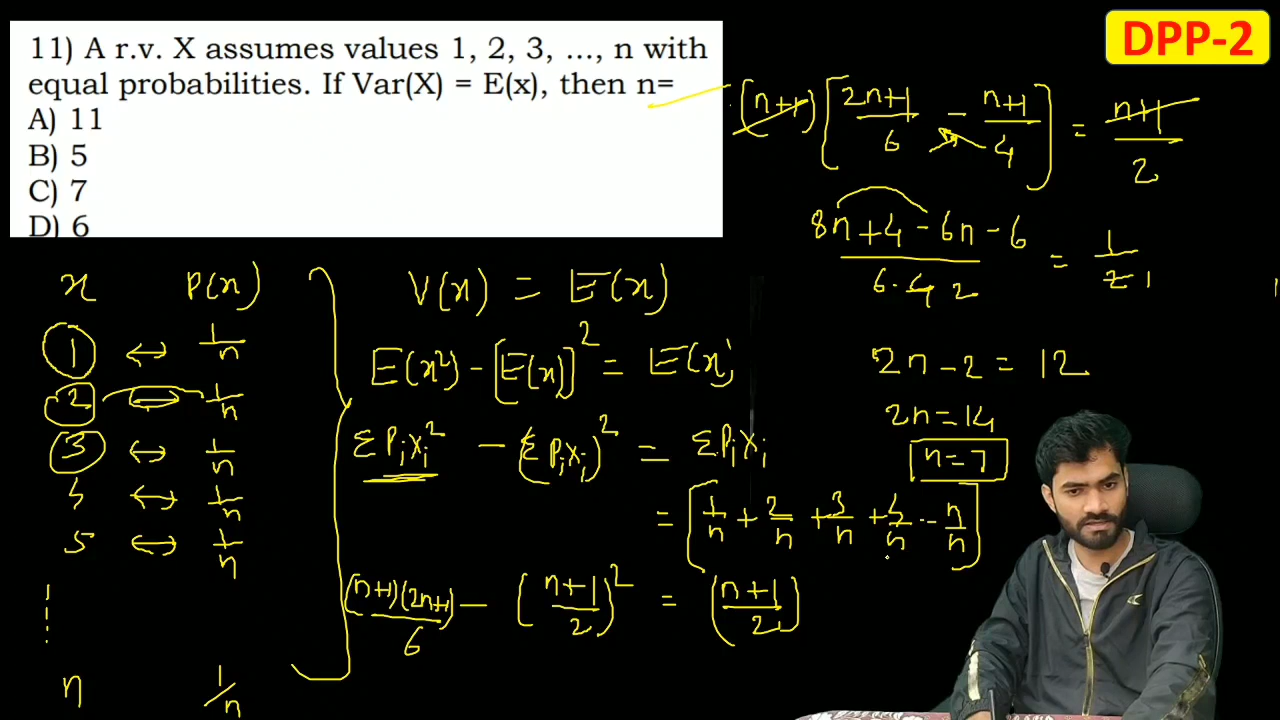 11) A r.v. X assumes values 1, 2, 3, ..., n with
equal probabilities. If Var(X) = E(x), then n=
A) 11
B) 5
C) 7
D) 6
DPP-2
(n+1) [ (2n+1)/6 - (n+1)/4 ] = (n+1)/2
(8n+4-6n-6)/(6·4 2) = 1/2 1
2n-2 = 12
2n=14
n=7
x P(x)
1 ↔ 1/n
2 ↔ 1/n
3 ↔ 1/n
4 ↔ 1/n
5 ↔ 1/n
n 1/n
V(x) = E(x)
E(x²) - [E(x)]² = E(x)
ΣPᵢxᵢ² - (ΣPᵢxᵢ)² = ΣPᵢxᵢ
= [ 1/n + 2/n + 3/n + 4/n -- n/n ]
(n+1)(2n+1)/6 - ((n+1)/2)² = ((n+1)/2)